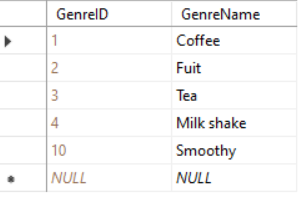 GenreID GenreName
1 Coffee
2 Fuit
3 Tea
4 Milk shake
10 Smoothy
NULL NULL